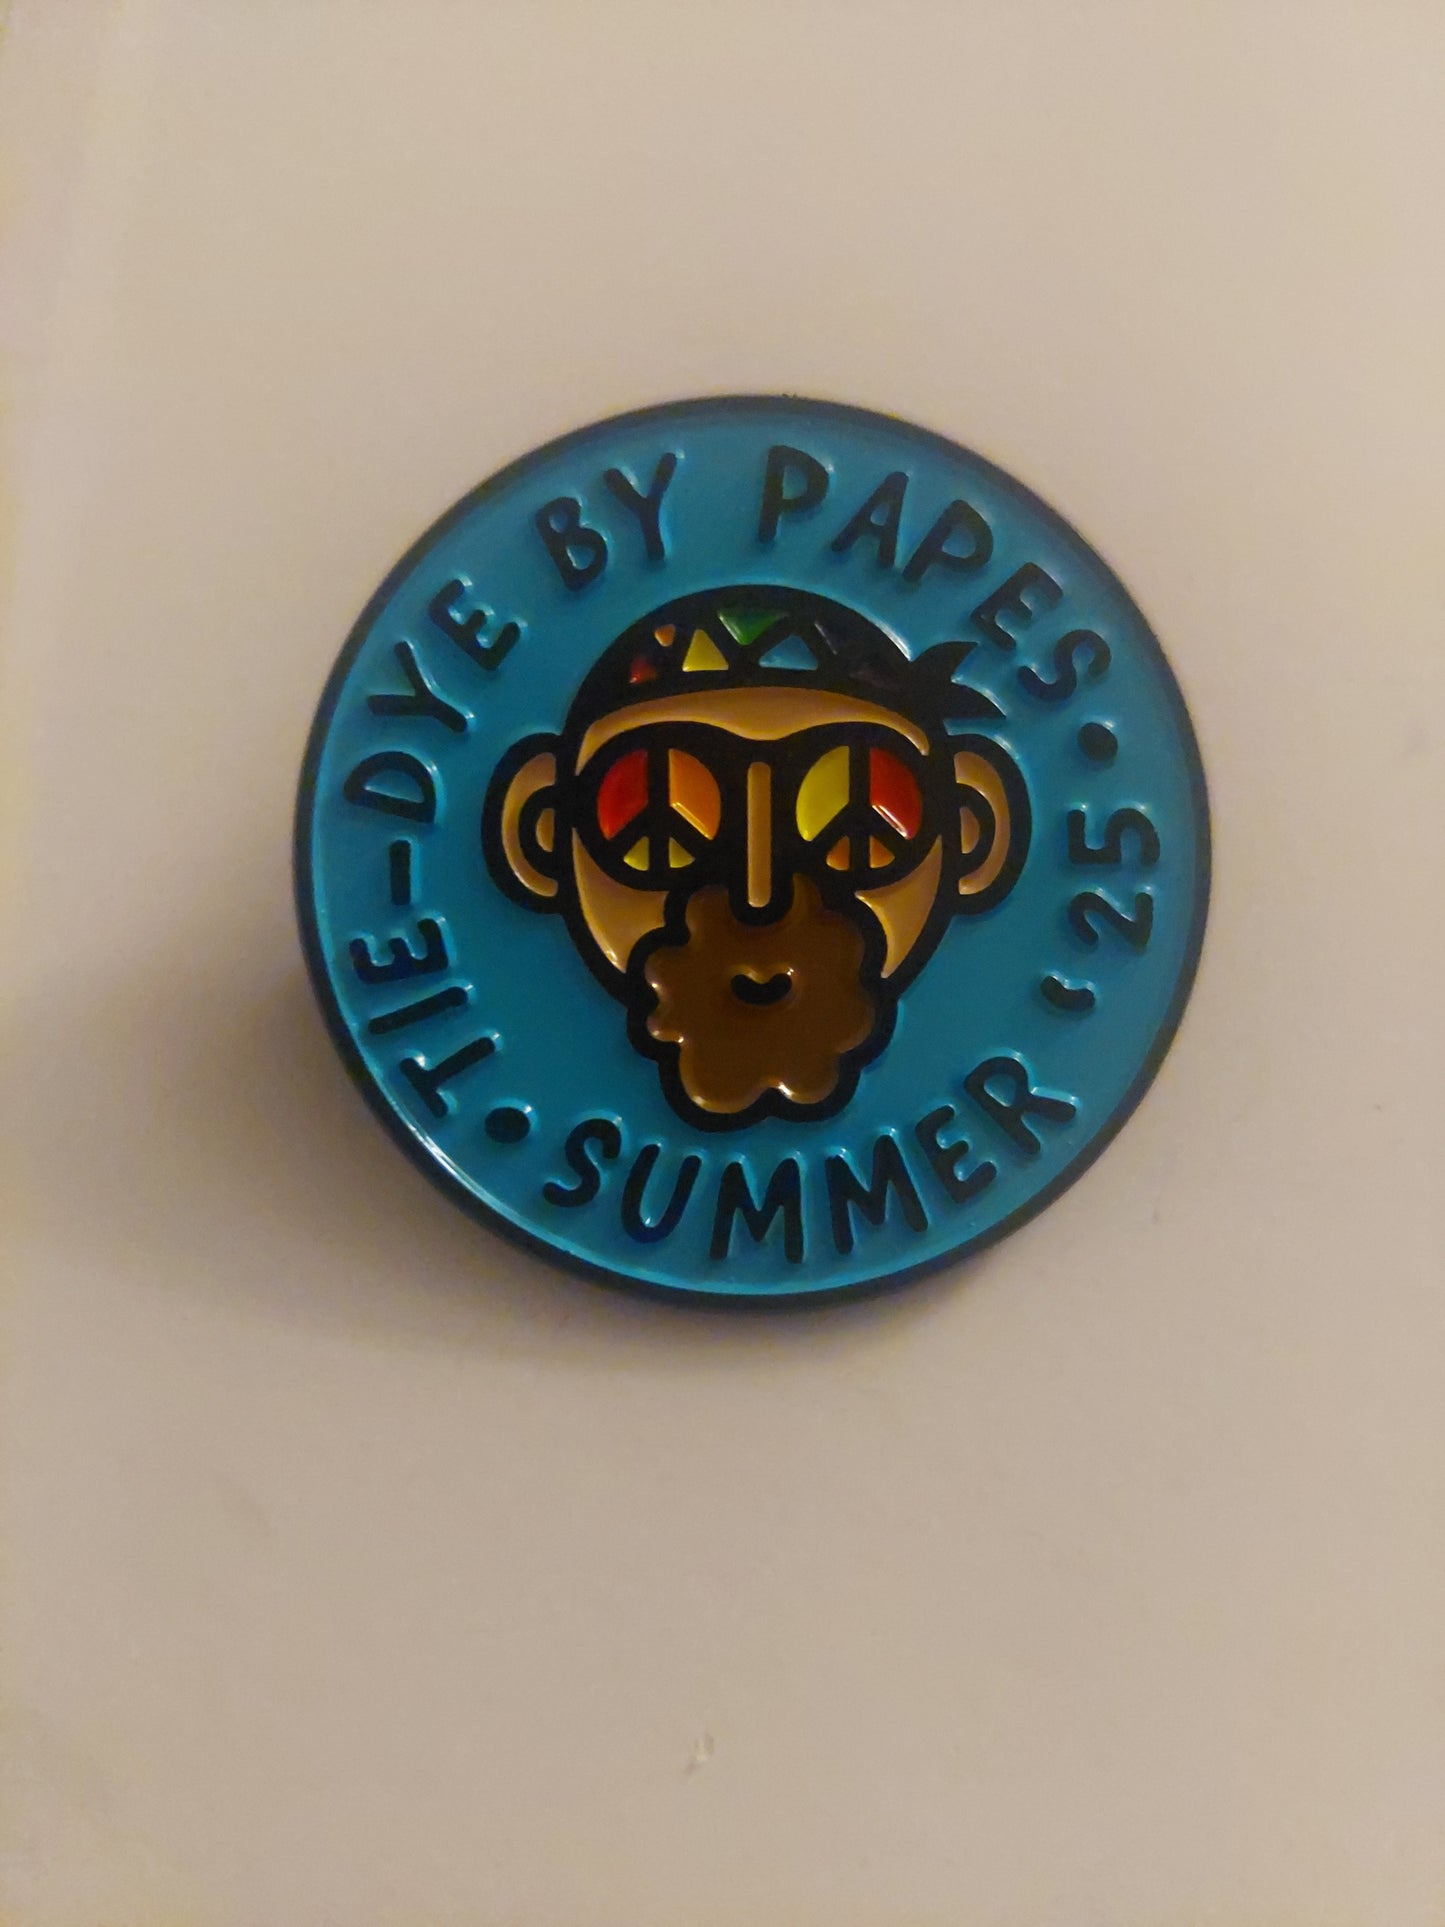 TIE-DYE BY PAPES •
SUMMER '25 •